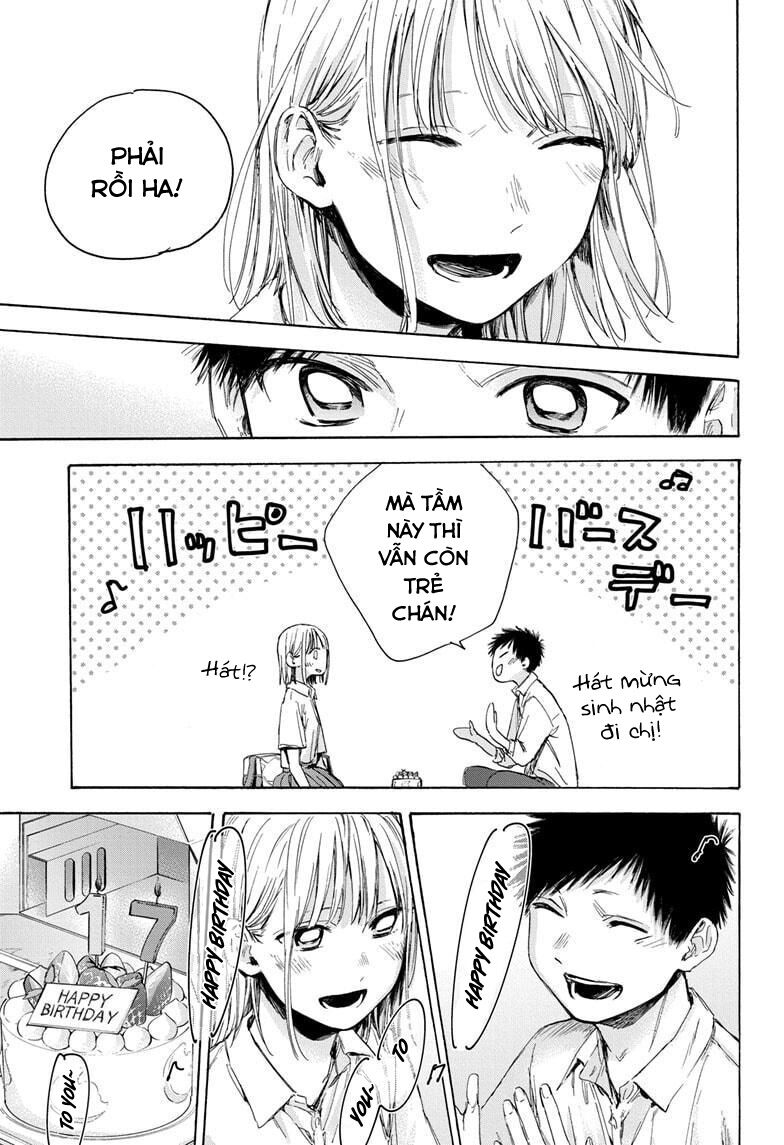 PHẢI
RỒI HA!
MÀ TẦM
NÀY THÌ
VẪN CÒN
TRẺ
CHÁN!
バース
デー
ハッピー
Hát!?
Hát mừng
sinh nhật
đi chị!
HAPPY BIRTHDAY
HAPPY BIRTHDAY
TO
YOU~
17
HAPPY
BIRTHDAY
TO YOU~